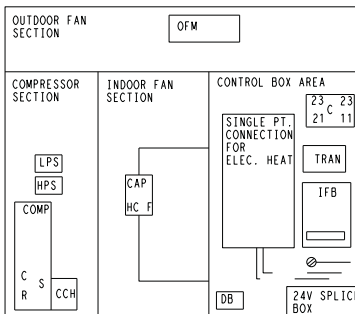 OUTDOOR FAN
SECTION
OFM
COMPRESSOR
SECTION
LPS
HPS
COMP
C
S
R
CCH
INDOOR FAN
SECTION
CAP
HC F
CONTROL BOX AREA
SINGLE PT.
CONNECTION
FOR
ELEC. HEAT
23 C 23
21 11
TRAN
IFB
DB
24V SPLIC
BOX